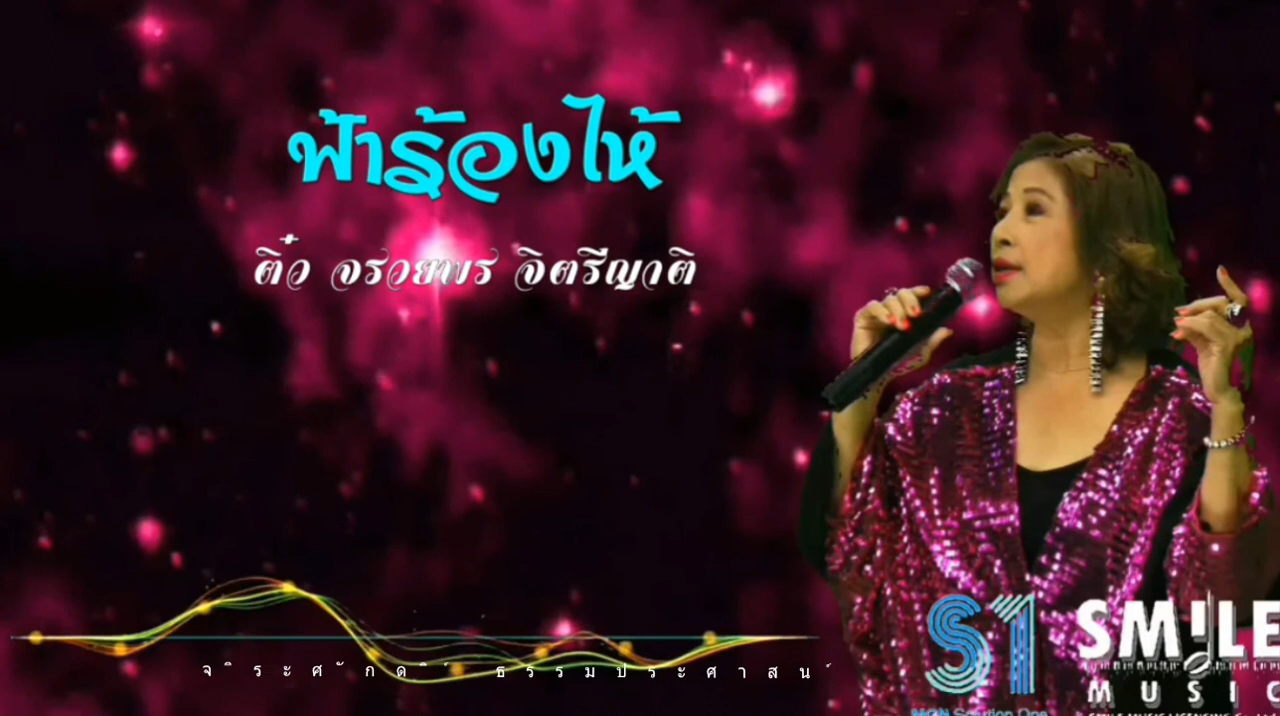 ฟ้าร้องไห้
ติ๋ว จรวยพร จิตรีญาติ
จิระศักดิ์ ธรรมประศาสน์
S1
SMILE
MUSIC